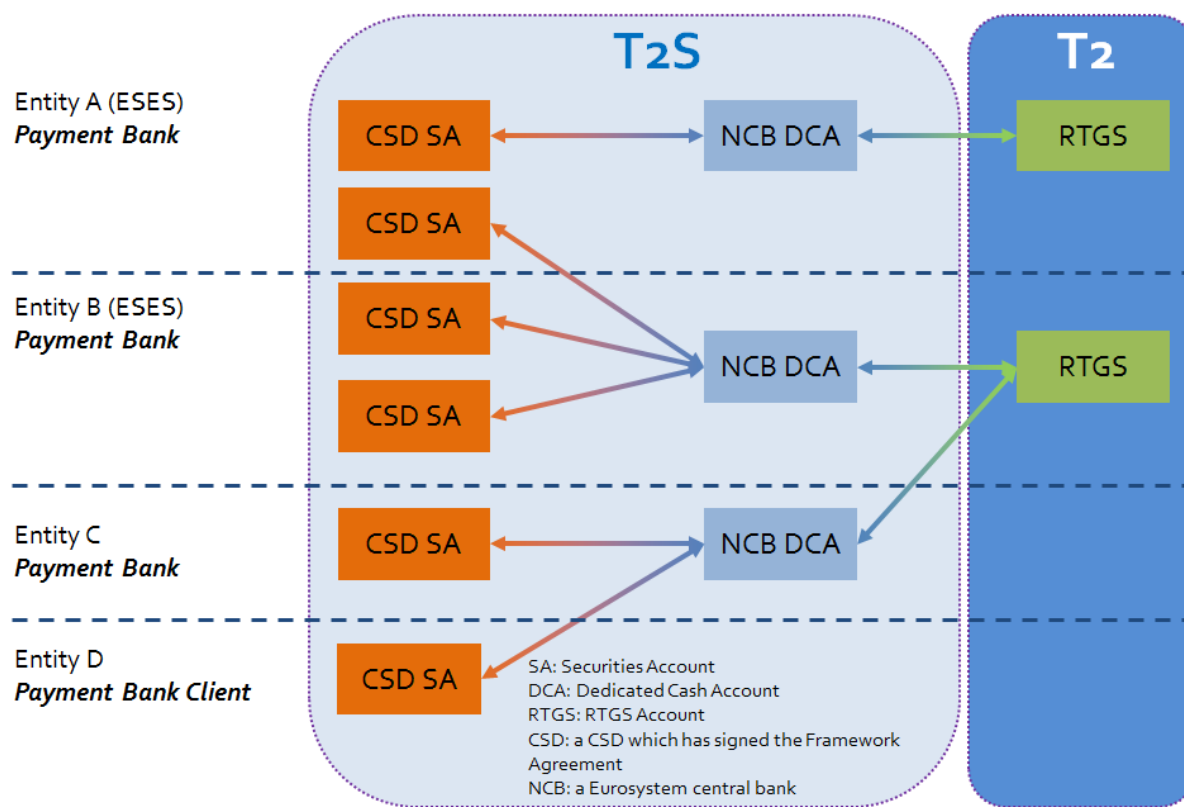 T2S
T2
Entity A (ESES)
Payment Bank
CSD SA
NCB DCA
RTGS
CSD SA
Entity B (ESES)
Payment Bank
CSD SA
NCB DCA
RTGS
CSD SA
Entity C
Payment Bank
CSD SA
NCB DCA
Entity D
Payment Bank Client
CSD SA
SA: Securities Account
DCA: Dedicated Cash Account
RTGS: RTGS Account
CSD: a CSD which has signed the Framework
Agreement
NCB: a Eurosystem central bank